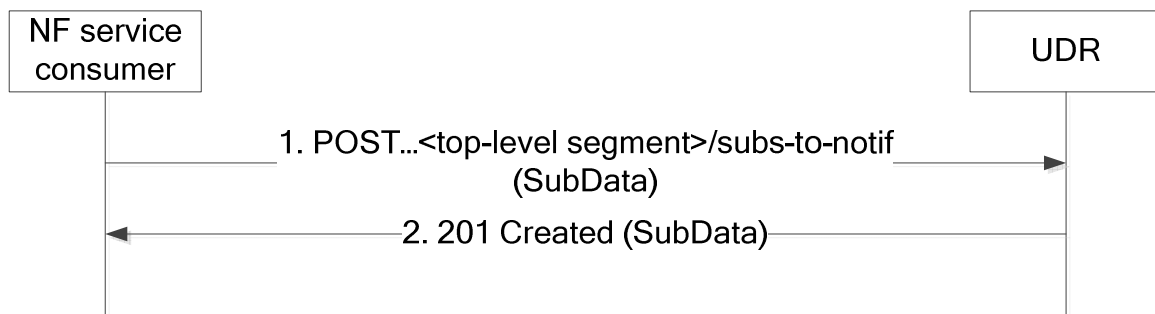 NF service
consumer
UDR
1. POST...<top-level segment>/subs-to-notif
(SubData)
2. 201 Created (SubData)